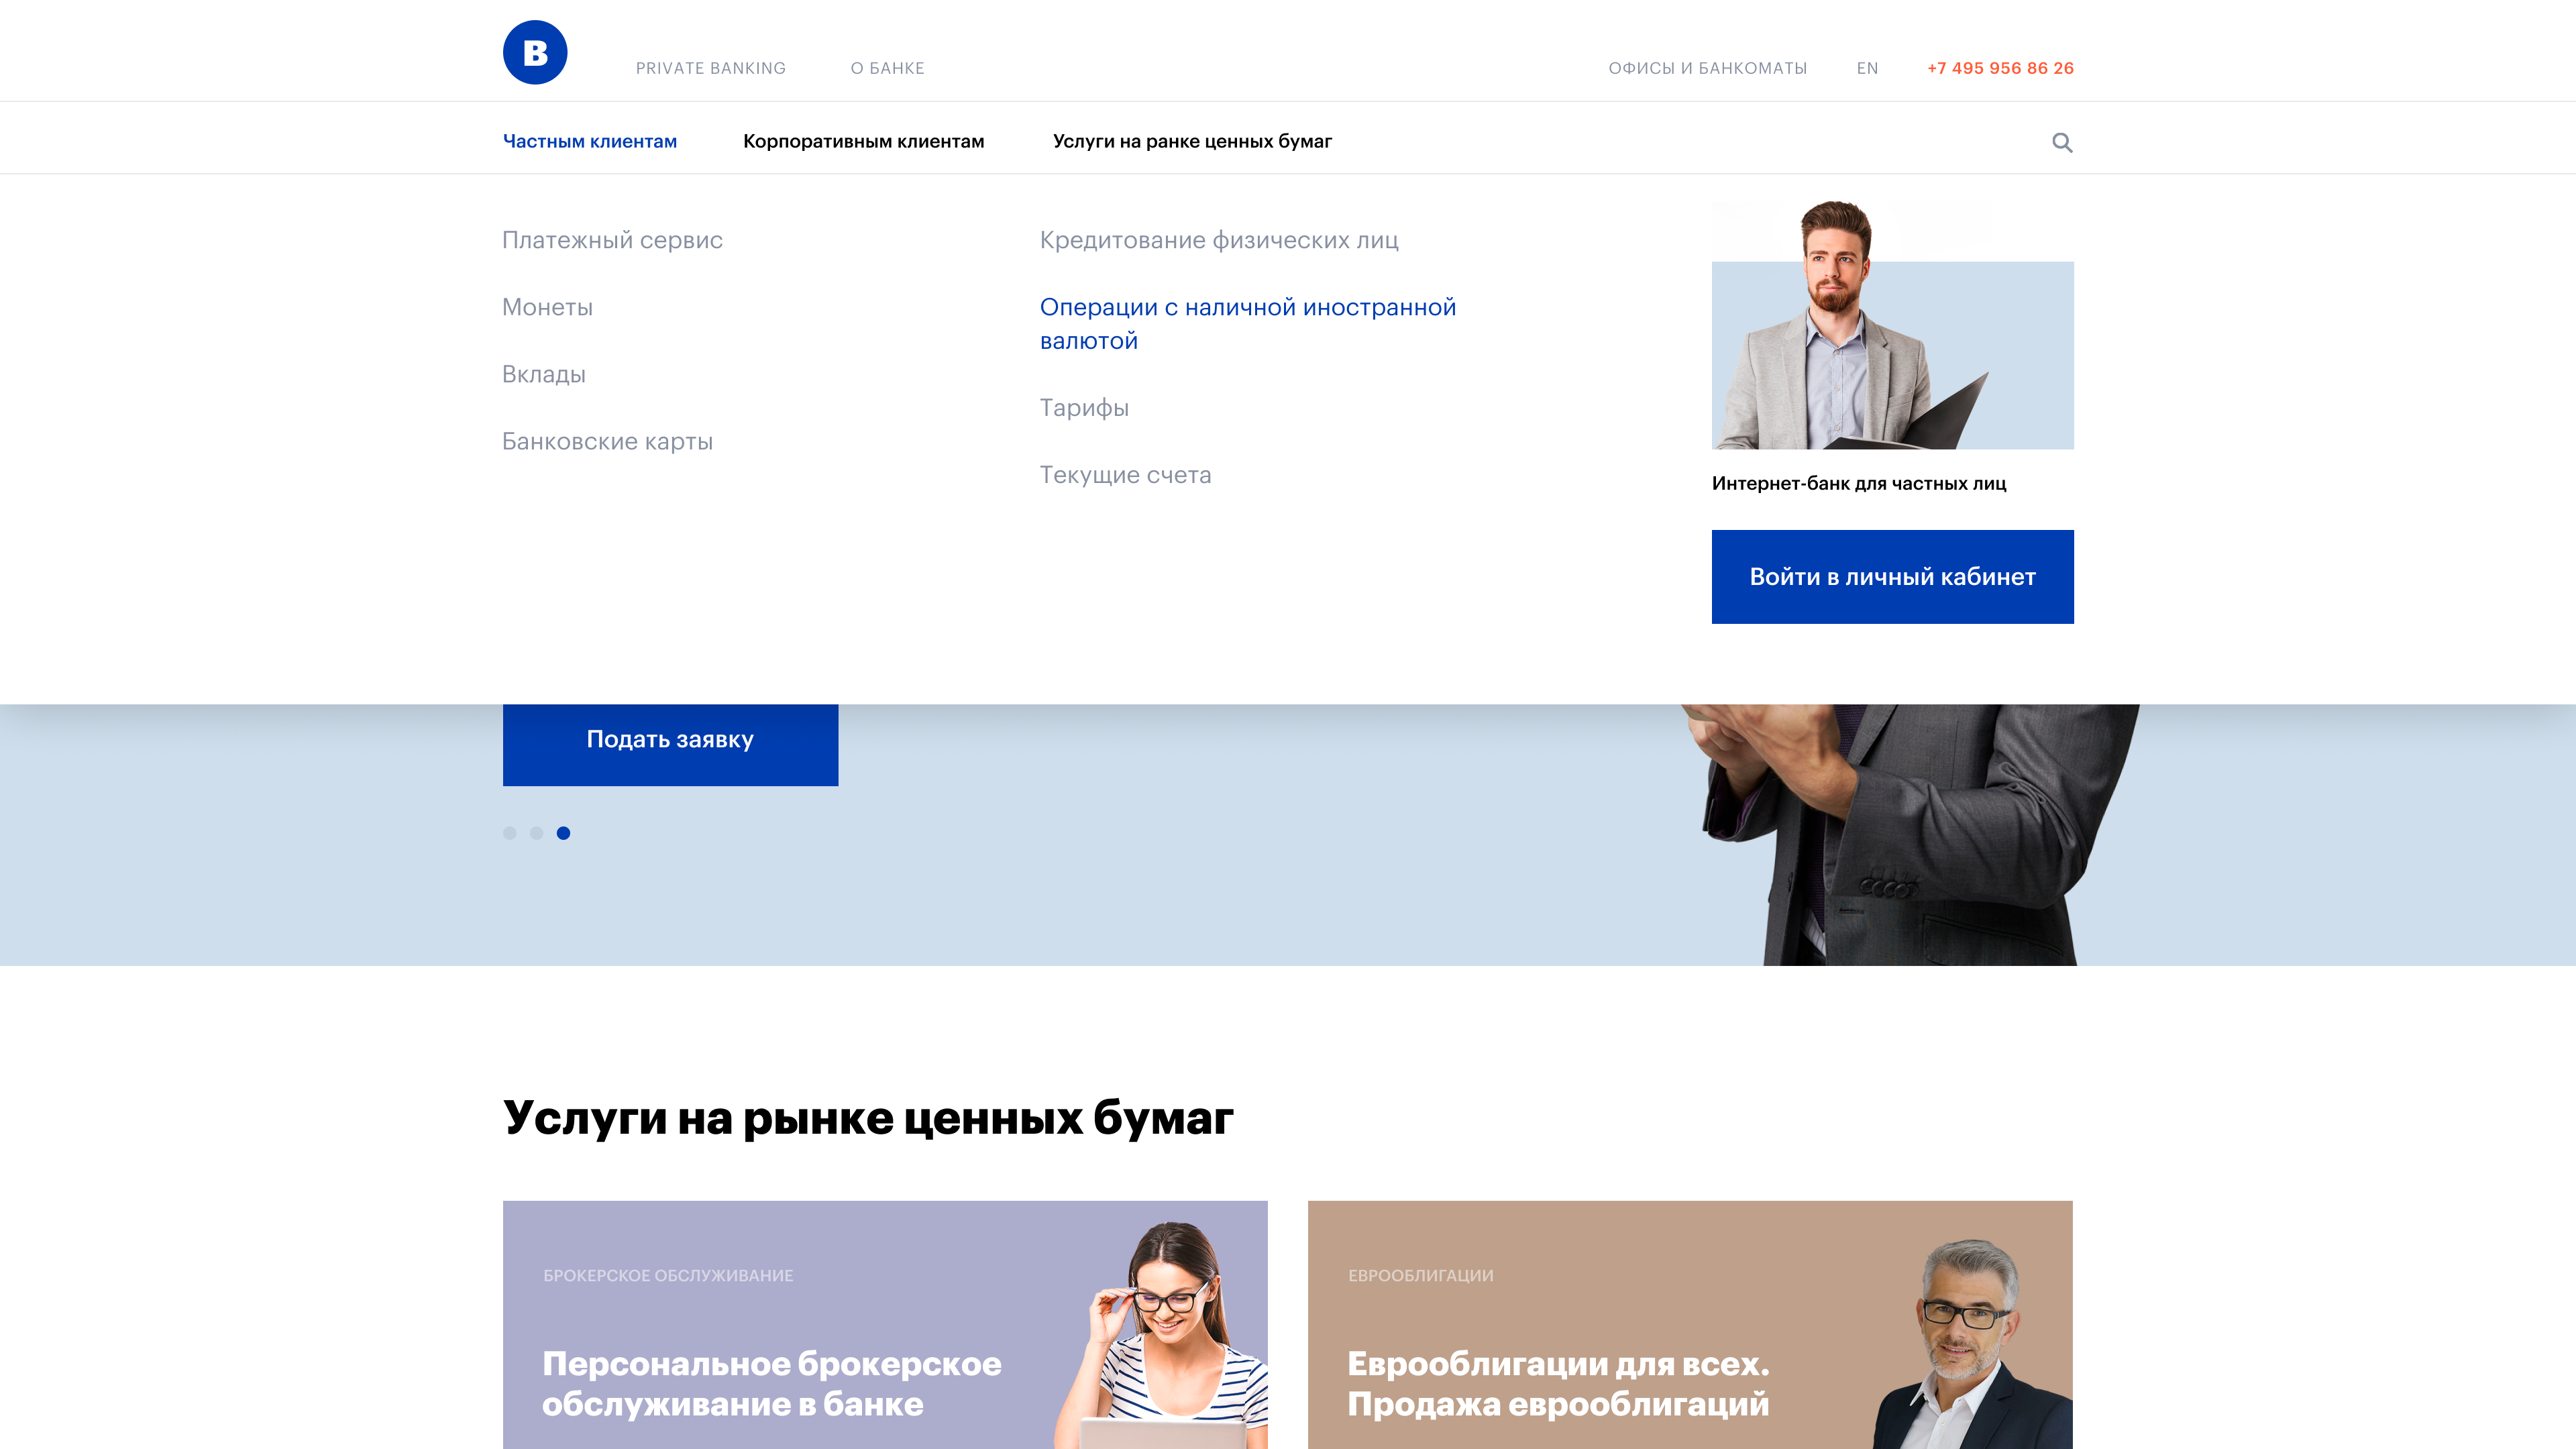 B
PRIVATE BANKING
О БАНКЕ
ОФИСЫ И БАНКОМАТЫ
EN
+7 495 956 86 26
Частным клиентам
Корпоративным клиентам
Услуги на ранке ценных бумаг
Платежный сервис
Монеты
Вклады
Банковские карты
Кредитование физических лиц
Операции с наличной иностранной
валютой
Тарифы
Текущие счета
Интернет-банк для частных лиц
Войти в личный кабинет
Подать заявку
Услуги на рынке ценных бумаг
БРОКЕРСКОЕ ОБСЛУЖИВАНИЕ
Персональное брокерское
обслуживание в банке
ЕВРООБЛИГАЦИИ
Еврооблигации для всех.
Продажа еврооблигаций